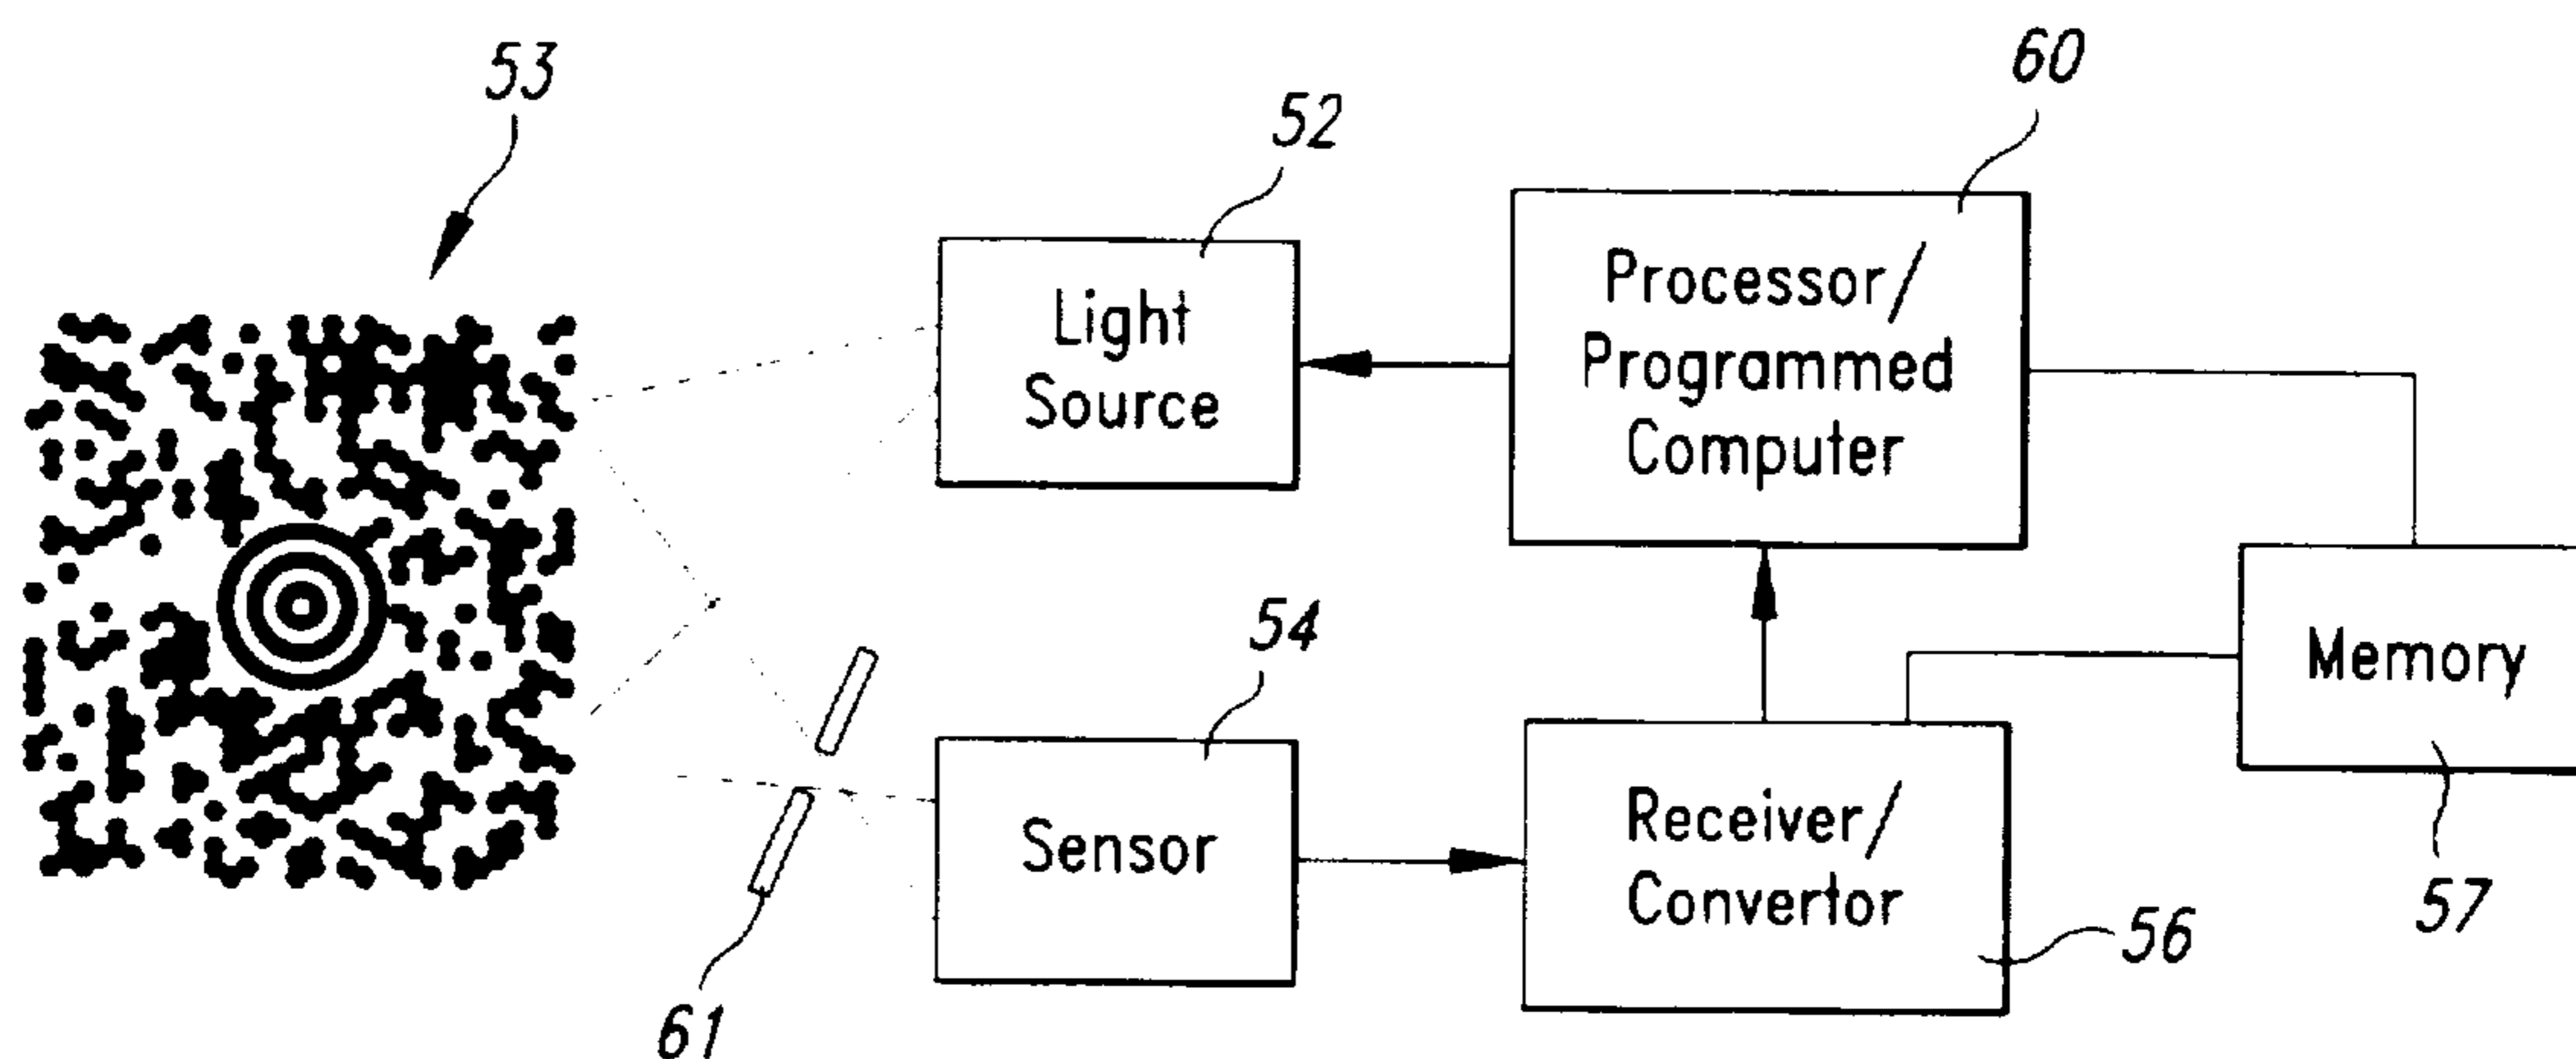 53
52
60
Light
Source
Processor/
Programmed
Computer
54
Memory
Sensor
Receiver/
Convertor
57
56
61